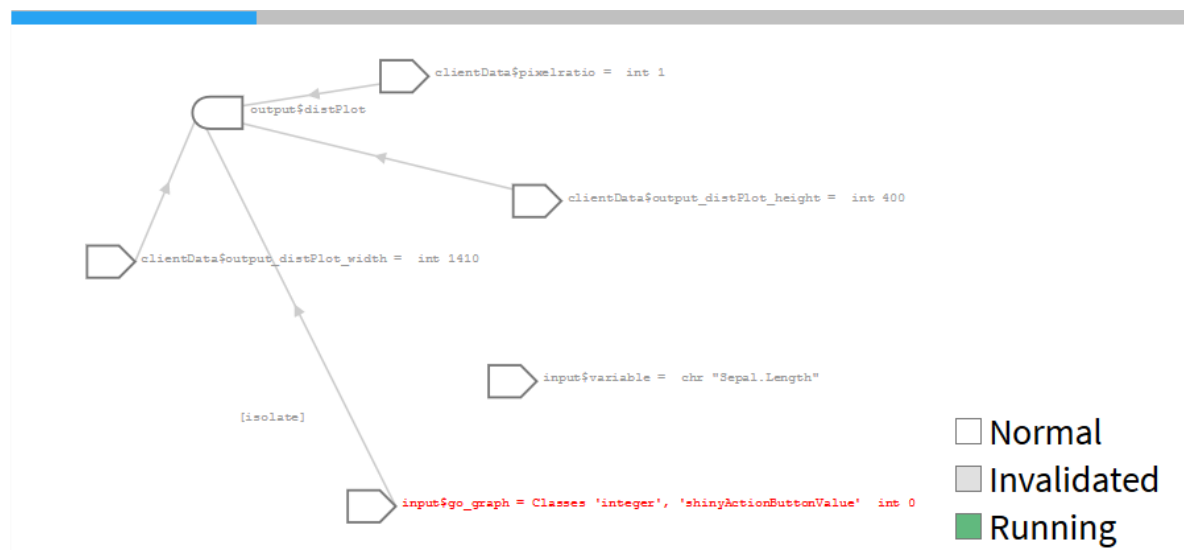 clientData$pixelratio =  int 1
output$distPlot
clientData$output_distPlot_height =  int 400
clientData$output_distPlot_width =  int 1410
input$variable =  chr "Sepal.Length"
[isolate]
Normal
Invalidated
input$go_graph = Classes 'integer', 'shinyActionButtonValue'  int 0
Running